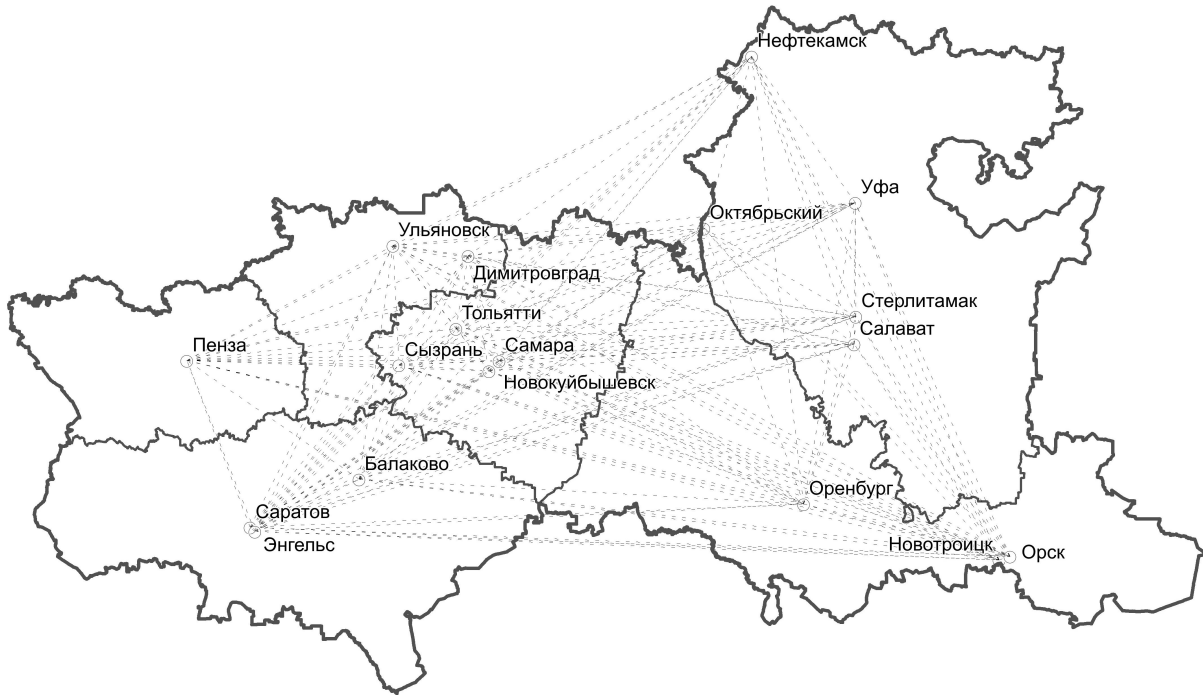 Нефтекамск
Уфа
Октябрьский
Ульяновск
Димитровград
Стерлитамак
Тольятти
Салават
Пенза
Сызрань
Самара
Новокуйбышевск
Балаково
Оренбург
Саратов
Энгельс
Новотроицк
Орск